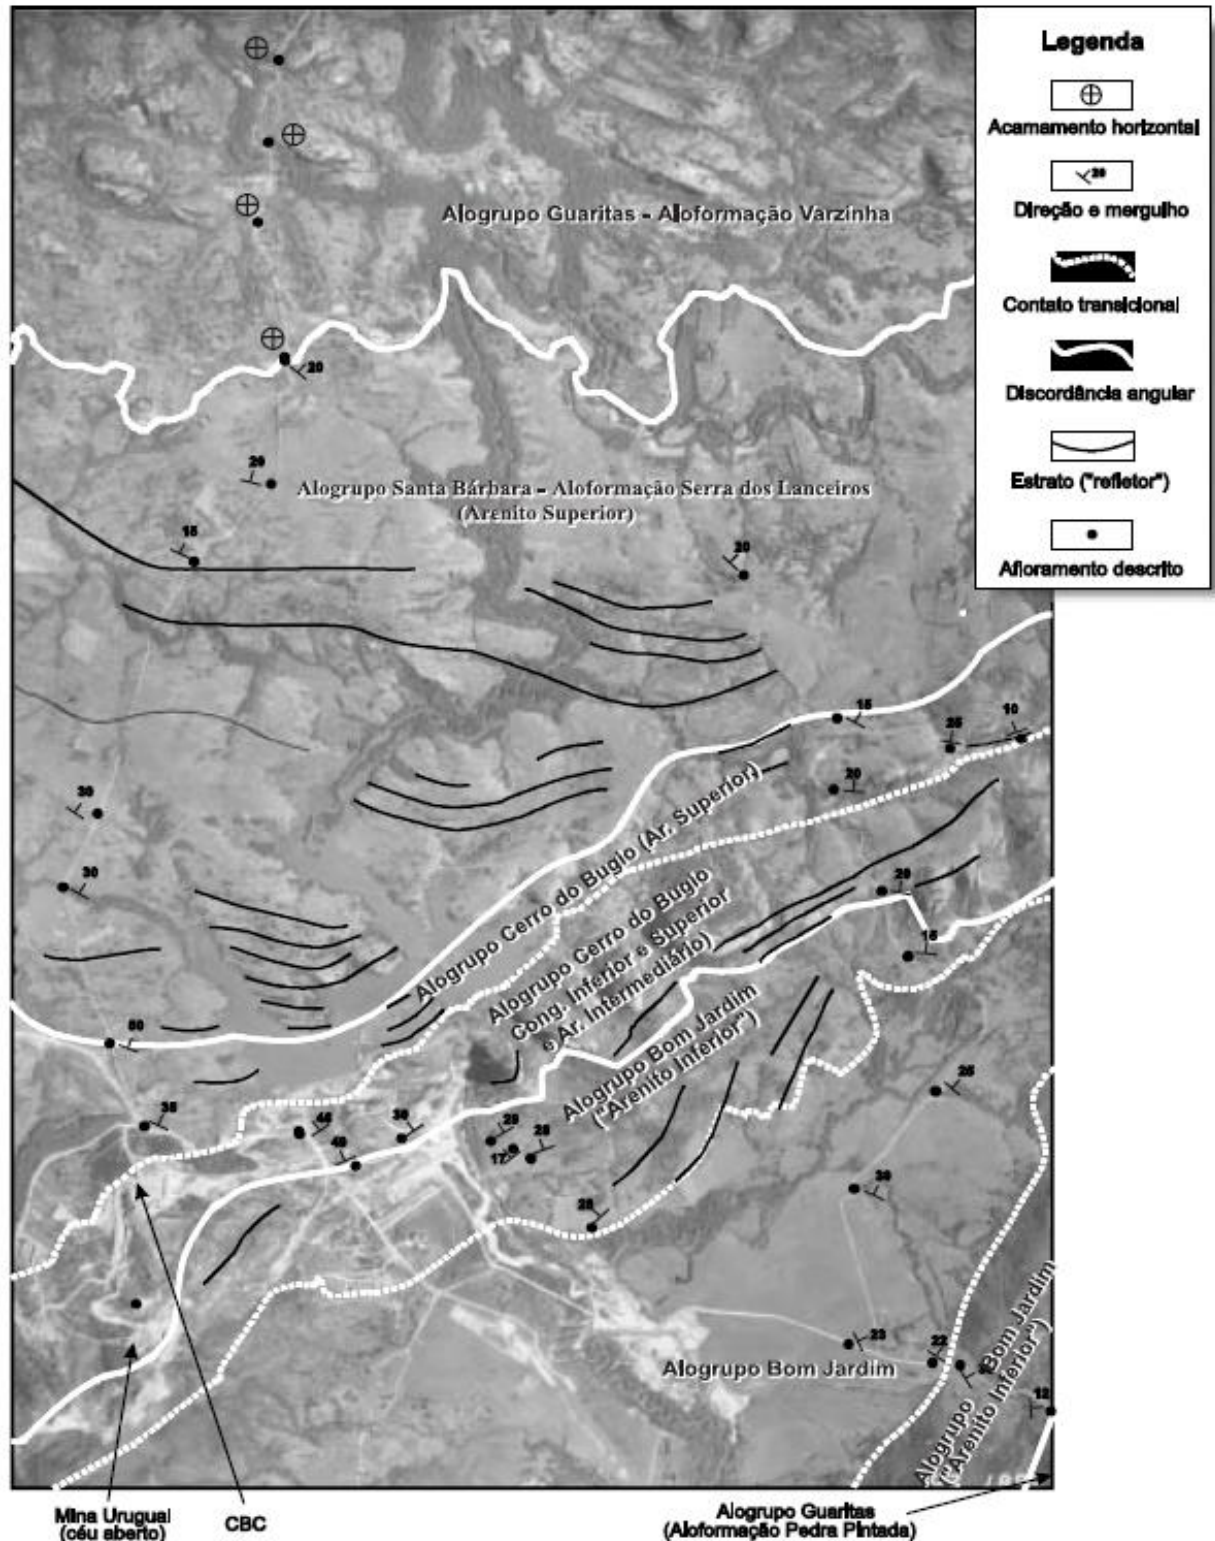 Legenda
Acamamento horizontal
20
Direção e mergulho
Contato transicional
Discordância angular
Estrato ("refletor")
Afloramento descrito
Alogrupo Guaritas - Aloformação Varzinha
20
20
Alogrupo Santa Bárbara - Aloformação Serra dos Lanceiros
(Arenito Superior)
15
20
15
25
10
20
30
30
Alogrupo Cerro do Bugio (Ar. Superior)
Alogrupo Cerro do Bugio
Cong. Inferior e Superior
e Ar. Intermediário)
20
15
Alogrupo Bom Jardim
("Arenito Inferior")
50
35
45
40
30
29
17
25
28
25
30
23
22
12
Alogrupo Bom Jardim
Alogrupo Bom Jardim
("Arenito Inferior")
Mina Uruguai
(céu aberto)
CBC
Alogrupo Guaritas
(Aloformação Pedra Pintada)